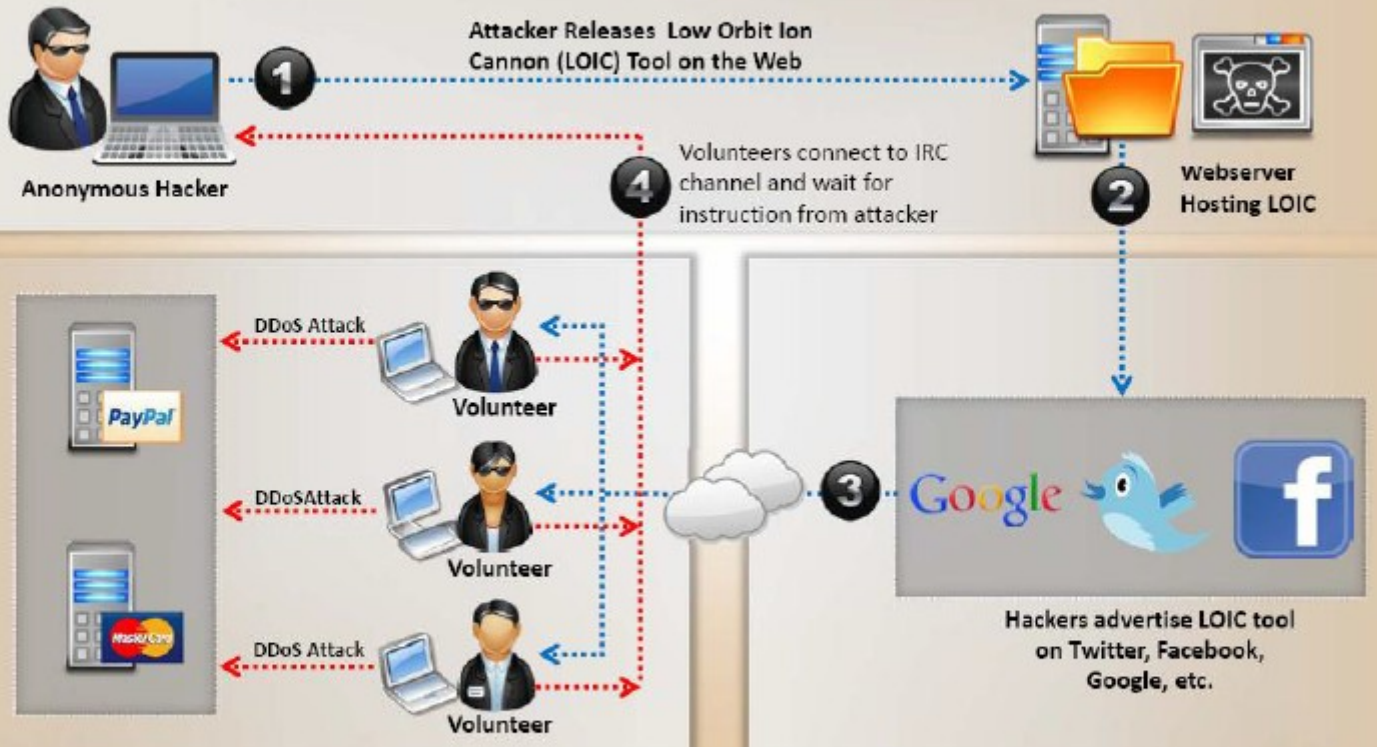 Attacker Releases Low Orbit Ion
Cannon (LOIC) Tool on the Web
1
Anonymous Hacker
4
Volunteers connect to IRC
channel and wait for
instruction from attacker
2
Webserver
Hosting LOIC
DDoS Attack
Volunteer
PayPal
DDoSAttack
Volunteer
3
Google
f
MasterCard
DDoS Attack
Volunteer
Hackers advertise LOIC tool
on Twitter, Facebook,
Google, etc.